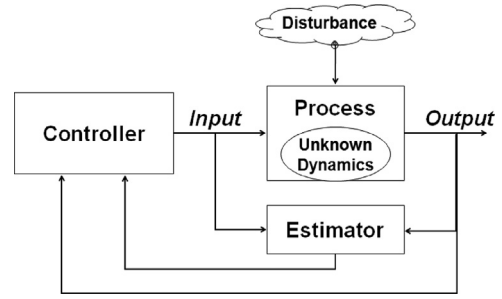 Disturbance
Process
Input
Output
Controller
Unknown
Dynamics
Estimator